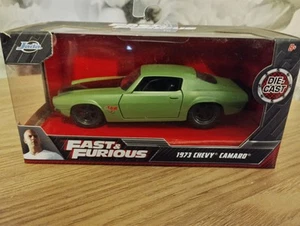 Jada
DIE-
CAST
FAST &
FURIOUS
1973 CHEVY CAMARO